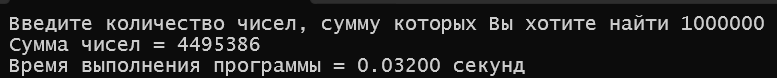 Введите количество чисел, сумму которых Вы хотите найти 1000000
Сумма чисел = 4495386
Время выполнения программы = 0.03200 секунд